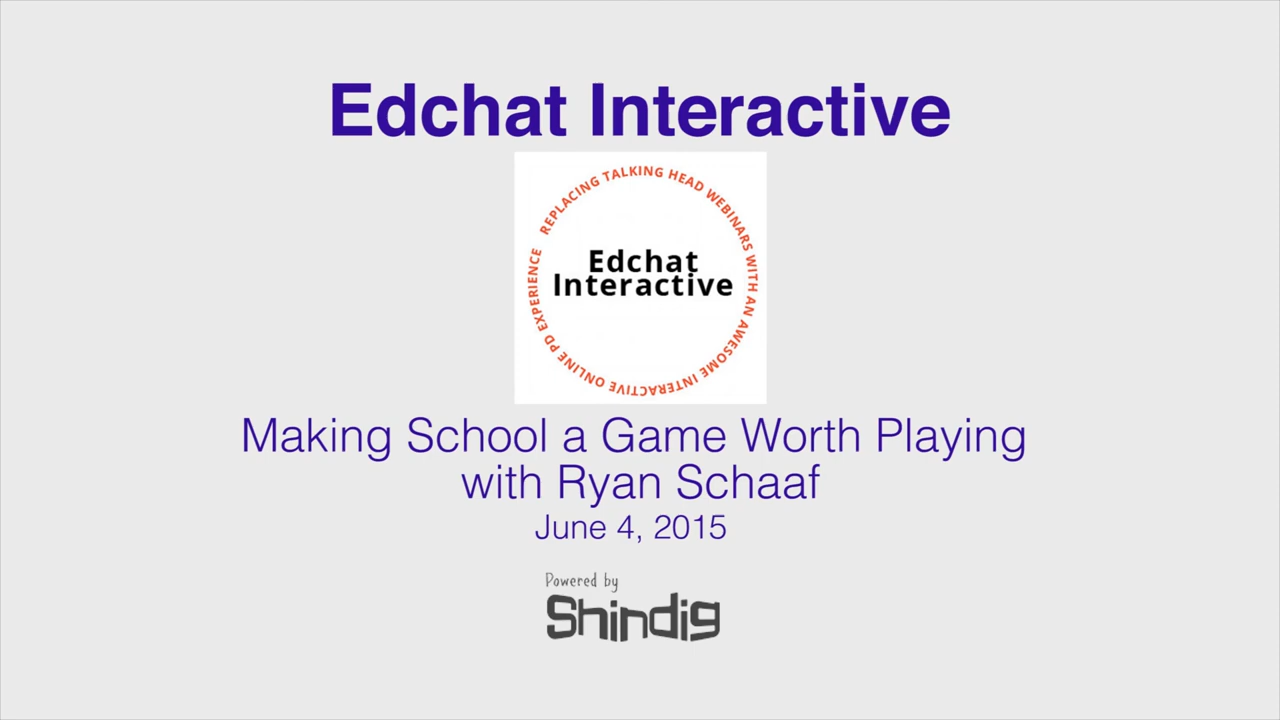 Edchat Interactive
REPLACING TALKING HEAD WEBINARS WITH AN AWESOME INTERACTIVE ONLINE PD EXPERIENCE
Edchat
Interactive
Making School a Game Worth Playing
with Ryan Schaaf
June 4, 2015
Powered by
Shindig